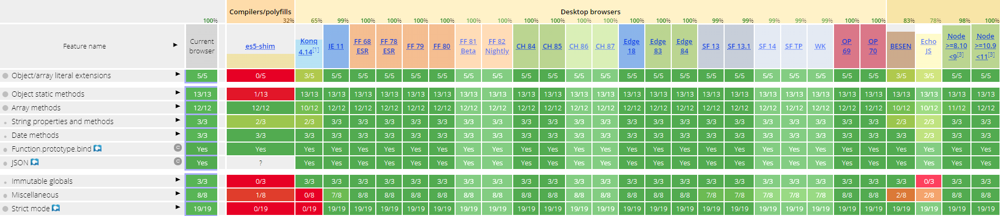 Compilers/polyfills Desktop browsers
100% 32% 65% 99% 100% 100% 100% 100% 100% 100% 100% 100% 100% 100% 100% 100% 100% 99% 99% 99% 99% 99% 100% 100% 83% 78% 98% 100%
Feature name ► Current browser es5-shim Konq 4.14[1] IE 11 FF 68 ESR FF 78 ESR FF 79 FF 80 FF 81 Beta FF 82 Nightly CH 84 CH 85 CH 86 CH 87 Edge 18 Edge 83 Edge 84 SF 13 SF 13.1 SF 14 SF TP WK OP 69 OP 70 BESEN Echo JS Node >=8.10 <9[3] Node >=10.9 <11[3]
Object/array literal extensions ► 5/5 0/5 3/5 5/5 5/5 5/5 5/5 5/5 5/5 5/5 5/5 5/5 5/5 5/5 5/5 5/5 5/5 5/5 5/5 5/5 5/5 5/5 5/5 5/5 3/5 3/5 5/5 5/5
Object static methods ► 13/13 1/13 13/13 13/13 13/13 13/13 13/13 13/13 13/13 13/13 13/13 13/13 13/13 13/13 13/13 13/13 13/13 13/13 13/13 13/13 13/13 13/13 13/13 13/13 13/13 13/13 13/13 13/13
Array methods ► 12/12 12/12 10/12 12/12 12/12 12/12 12/12 12/12 12/12 12/12 12/12 12/12 12/12 12/12 12/12 12/12 12/12 12/12 12/12 12/12 12/12 12/12 12/12 12/12 10/12 10/12 11/12 12/12
String properties and methods ► 3/3 2/3 2/3 3/3 3/3 3/3 3/3 3/3 3/3 3/3 3/3 3/3 3/3 3/3 3/3 3/3 3/3 3/3 3/3 3/3 3/3 3/3 3/3 3/3 2/3 2/3 3/3 3/3
Date methods ► 3/3 3/3 3/3 3/3 3/3 3/3 3/3 3/3 3/3 3/3 3/3 3/3 3/3 3/3 3/3 3/3 3/3 3/3 3/3 3/3 3/3 3/3 3/3 3/3 3/3 2/3 3/3 3/3
Function.prototype.bind C Yes Yes Yes Yes Yes Yes Yes Yes Yes Yes Yes Yes Yes Yes Yes Yes Yes Yes Yes Yes Yes Yes Yes Yes Yes Yes Yes Yes
JSON C Yes ? Yes Yes Yes Yes Yes Yes Yes Yes Yes Yes Yes Yes Yes Yes Yes Yes Yes Yes Yes Yes Yes Yes Yes Yes Yes Yes
Immutable globals ► 3/3 0/3 3/3 3/3 3/3 3/3 3/3 3/3 3/3 3/3 3/3 3/3 3/3 3/3 3/3 3/3 3/3 3/3 3/3 3/3 3/3 3/3 3/3 3/3 3/3 0/3 3/3 3/3
Miscellaneous ► 8/8 1/8 0/8 7/8 8/8 8/8 8/8 8/8 8/8 8/8 8/8 8/8 8/8 8/8 8/8 8/8 8/8 7/8 7/8 7/8 7/8 7/8 8/8 8/8 2/8 2/8 8/8 8/8
Strict mode ► 19/19 0/19 0/19 19/19 19/19 19/19 19/19 19/19 19/19 19/19 19/19 19/19 19/19 19/19 19/19 19/19 19/19 19/19 19/19 19/19 19/19 19/19 19/19 19/19 19/19 19/19 19/19 19/19